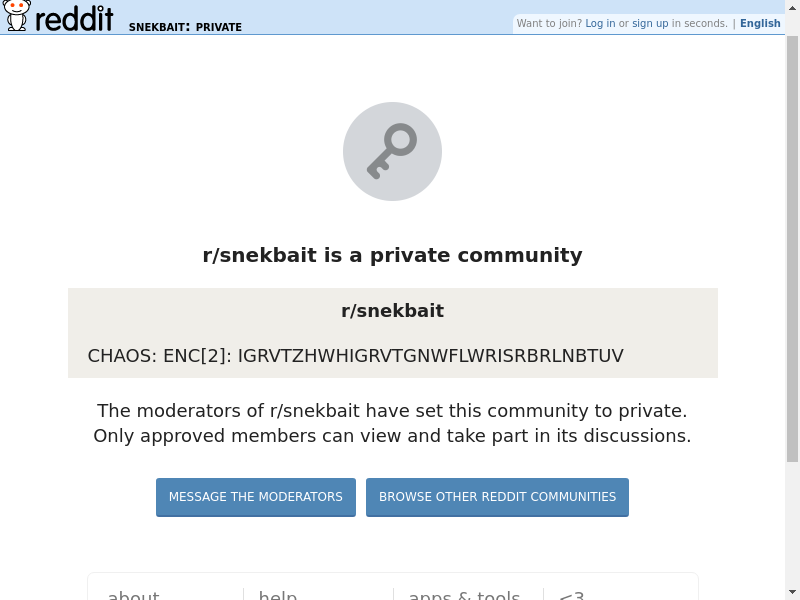 reddit SNEKBAIT: PRIVATE
Want to join? Log in or sign up in seconds. | English
r/snekbait is a private community
r/snekbait
CHAOS: ENC[2]: IGRVTZHWHIGRVTGNWFLWRISRBRLNBTUV
The moderators of r/snekbait have set this community to private.
Only approved members can view and take part in its discussions.
MESSAGE THE MODERATORS
BROWSE OTHER REDDIT COMMUNITIES
about help apps & tools <3